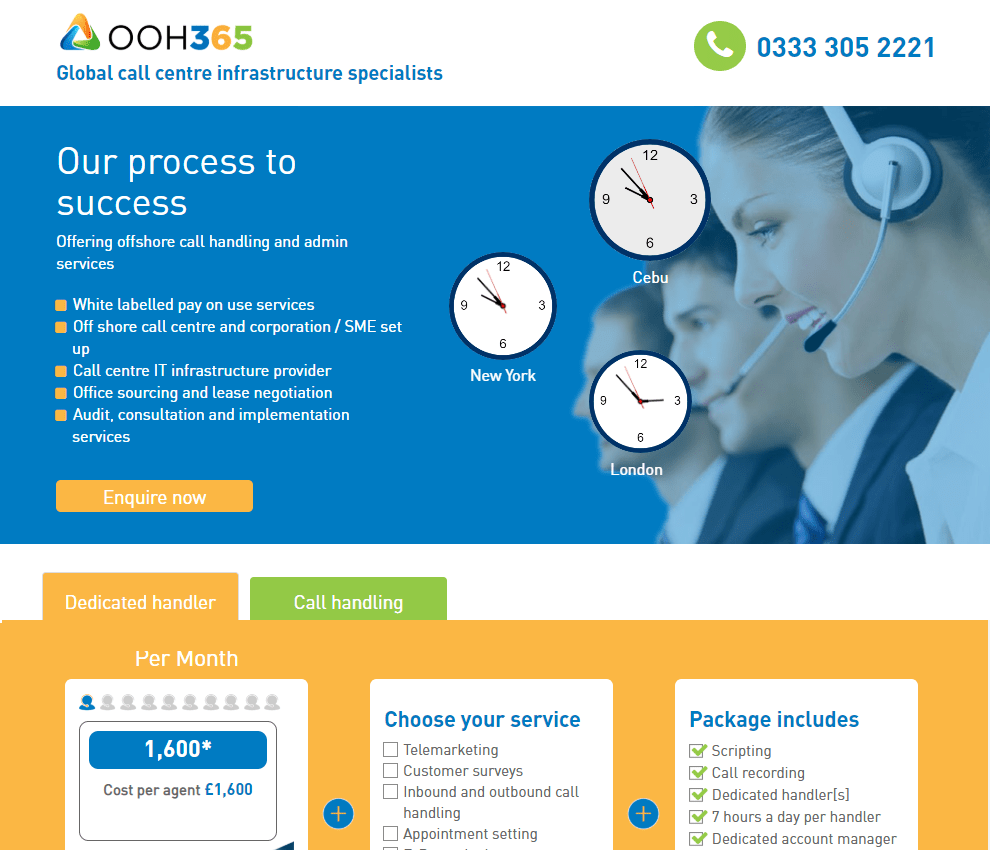 OOH365
Global call centre infrastructure specialists
0333 305 2221
Our process to
success
Offering offshore call handling and admin
services
White labelled pay on use services
Off shore call centre and corporation / SME set
up
Call centre IT infrastructure provider
Office sourcing and lease negotiation
Audit, consultation and implementation
services
Enquire now
12
9 3
6
Cebu
12
9 3
6
New York
12
9 3
6
London
Dedicated handler
Call handling
Per Month
1,600*
Cost per agent £1,600
Choose your service
Telemarketing
Customer surveys
Inbound and outbound call
handling
Appointment setting
Package includes
Scripting
Call recording
Dedicated handler[s]
7 hours a day per handler
Dedicated account manager